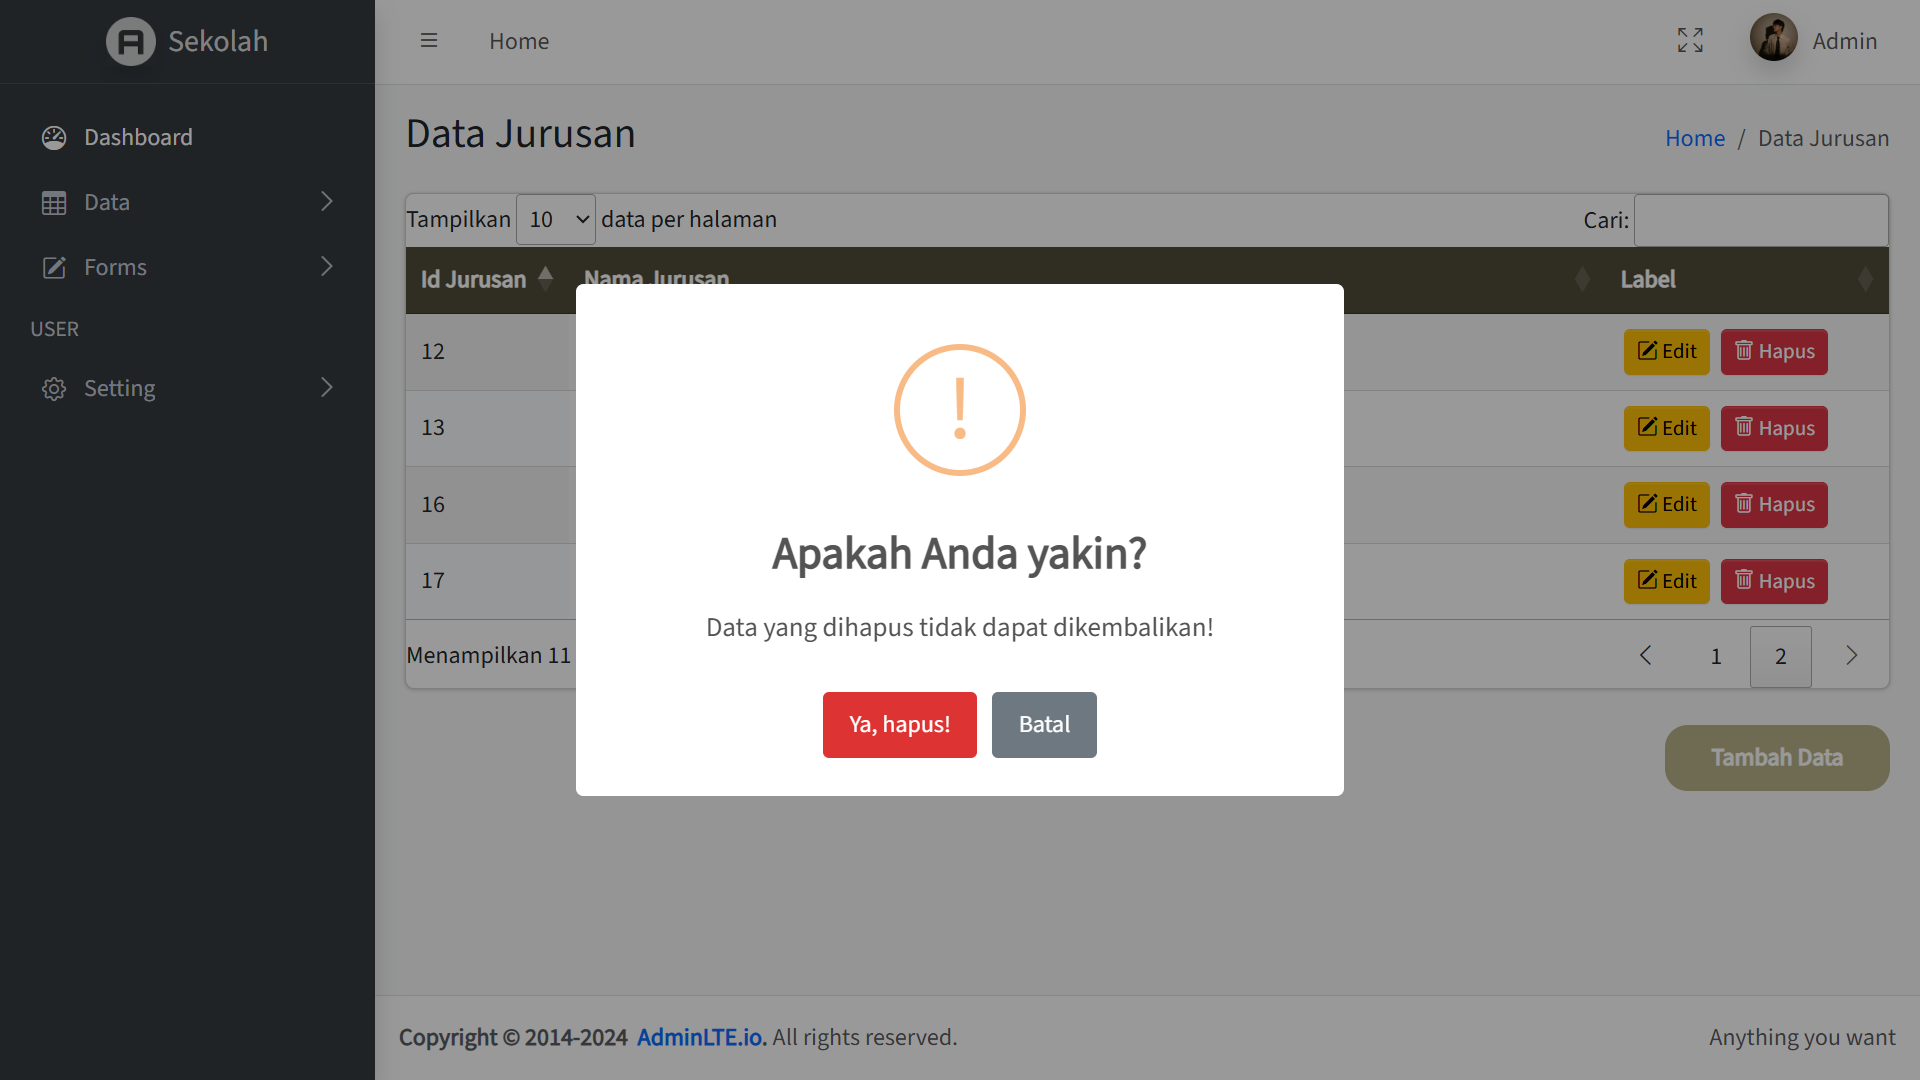 Sekolah
Home
Admin
Dashboard
Data
Forms
USER
Setting
Data Jurusan
Home / Data Jurusan
Tampilkan 10 data per halaman
Cari:
Id Jurusan Nama Jurusan Label
12 Edit Hapus
13 Edit Hapus
16 Edit Hapus
17 Edit Hapus
Menampilkan 11
1 2
Tambah Data
!
Apakah Anda yakin?
Data yang dihapus tidak dapat dikembalikan!
Ya, hapus! Batal
Copyright © 2014-2024 AdminLTE.io. All rights reserved.
Anything you want